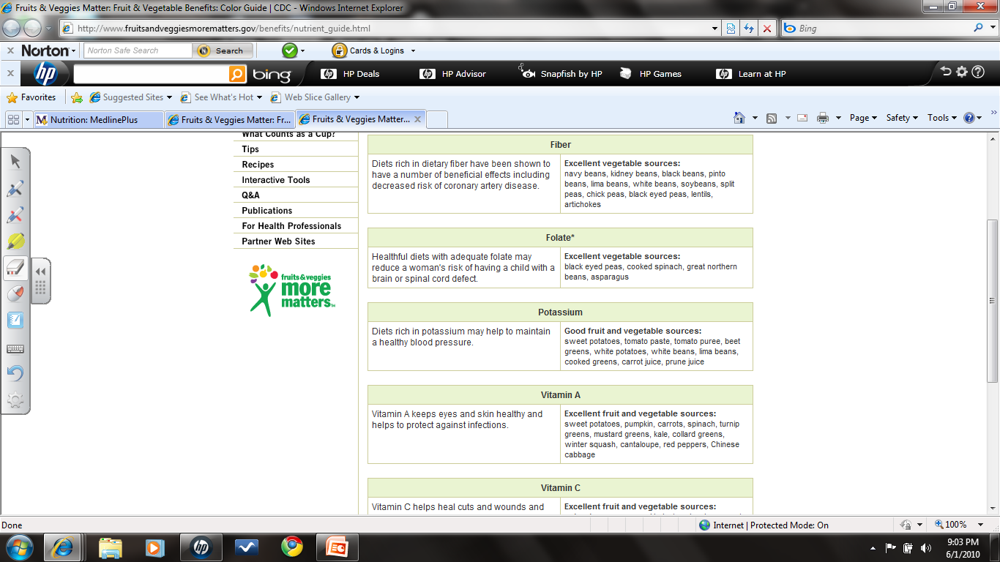 Fruits & Veggies Matter: Fruit & Vegetable Benefits: Color Guide | CDC - Windows Internet Explorer
http://www.fruitsandveggiesmorematters.gov/benefits/nutrient_guide.html
Bing
x Norton
Norton Safe Search
Search
Cards & Logins
x hp
bing
HP Deals
HP Advisor
Snapfish by HP
HP Games
Learn at HP
Favorites
Suggested Sites
See What's Hot
Web Slice Gallery
Nutrition: MedlinePlus
Fruits & Veggies Matter: Fr...
Fruits & Veggies Matter...
Page
Safety
Tools
What Counts as a Cup?
Tips
Recipes
Interactive Tools
Q&A
Publications
For Health Professionals
Partner Web Sites
fruits & veggies
more
matters™
Fiber
Diets rich in dietary fiber have been shown to
have a number of beneficial effects including
decreased risk of coronary artery disease.
Excellent vegetable sources:
navy beans, kidney beans, black beans, pinto
beans, lima beans, white beans, soybeans, split
peas, chick peas, black eyed peas, lentils,
artichokes
Folate*
Healthful diets with adequate folate may
reduce a woman's risk of having a child with a
brain or spinal cord defect.
Excellent vegetable sources:
black eyed peas, cooked spinach, great northern
beans, asparagus
Potassium
Diets rich in potassium may help to maintain
a healthy blood pressure.
Good fruit and vegetable sources:
sweet potatoes, tomato paste, tomato puree, beet
greens, white potatoes, white beans, lima beans,
cooked greens, carrot juice, prune juice
Vitamin A
Vitamin A keeps eyes and skin healthy and
helps to protect against infections.
Excellent fruit and vegetable sources:
sweet potatoes, pumpkin, carrots, spinach, turnip
greens, mustard greens, kale, collard greens,
winter squash, cantaloupe, red peppers, Chinese
cabbage
Vitamin C
Vitamin C helps heal cuts and wounds and
Excellent fruit and vegetable sources:
Done
Internet | Protected Mode: On
100%
9:03 PM
6/1/2010